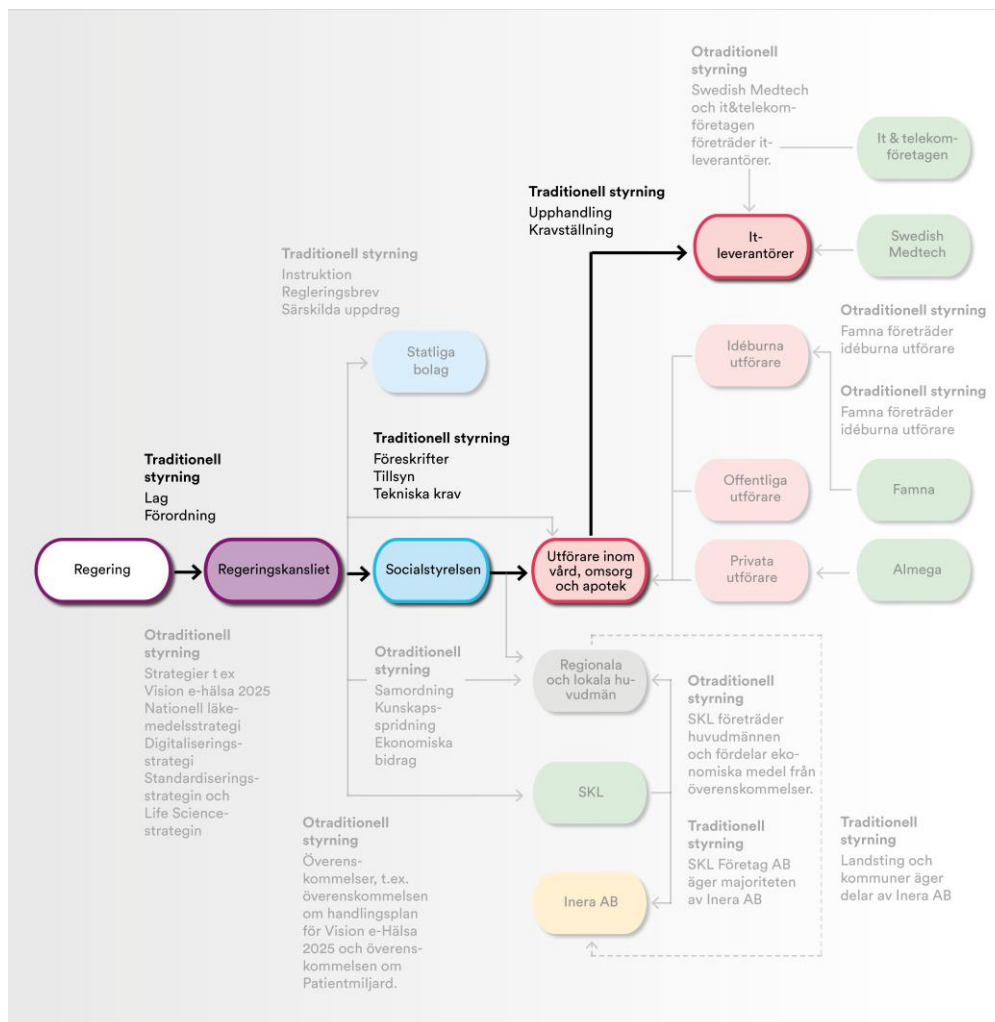 Otraditionell
styrning
Swedish Medtech
och it&telekom-
företagen
företräder it-
leverantörer.
It & telekom-
företagen
Traditionell styrning
Upphandling
Kravställning
It-
leverantörer
Swedish
Medtech
Traditionell styrning
Instruktion
Regleringsbrev
Särskilda uppdrag
Statliga
bolag
Idéburna
utförare
Otraditionell styrning
Famna företräder
idéburna utförare
Otraditionell styrning
Famna företräder
idéburna utförare
Traditionell
styrning
Lag
Förordning
Traditionell styrning
Föreskrifter
Tillsyn
Tekniska krav
Offentliga
utförare
Famna
Regering
Regeringskansliet
Socialstyrelsen
Utförare inom
vård, omsorg
och apotek
Privata
utförare
Almega
Otraditionell
styrning
Strategier t ex
Vision e-hälsa 2025
Nationell läke-
medelsstrategi
Digitaliserings-
strategi
Standardiserings-
strategin och
Life Science-
strategin
Otraditionell
styrning
Samordning
Kunskaps-
spridning
Ekonomiska
bidrag
Regionala
och lokala hu-
vudmän
Otraditionell
styrning
SKL företräder
huvudmännen
och fördelar eko-
nomiska medel från
överenskommelser.
SKL
Otraditionell
styrning
Överens-
kommelser, t.ex.
överenskommelsen
om handlingsplan
för Vision e-Hälsa
2025 och överens-
kommelsen om
Patientmiljard.
Traditionell
styrning
SKL Företag AB
äger majoriteten
av Inera AB
Traditionell
styrning
Landsting och
kommuner äger
delar av Inera AB
Inera AB